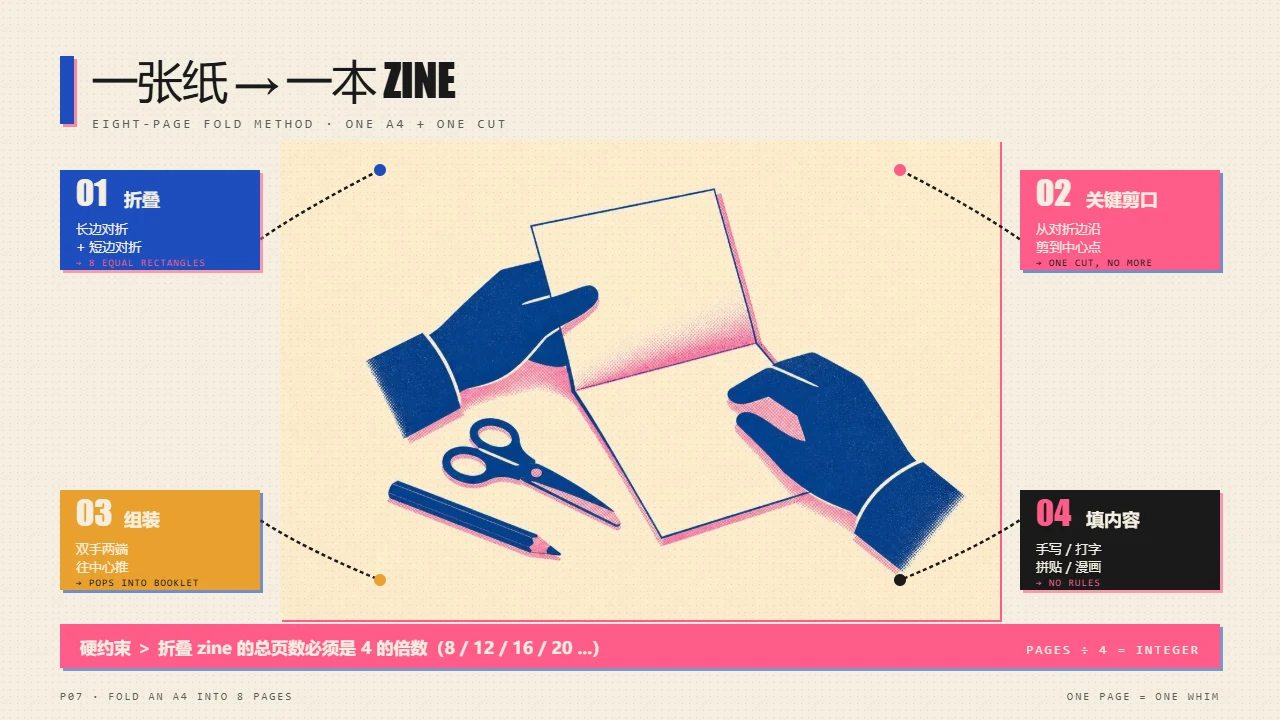 一张纸→一本 ZINE
EIGHT-PAGE FOLD METHOD · ONE A4 + ONE CUT
01 折叠
长边对折
+ 短边对折
→ 8 EQUAL RECTANGLES
02 关键剪口
从对折边沿
剪到中心点
→ ONE CUT, NO MORE
03 组装
双手两端
往中心推
→ POPS INTO BOOKLET
04 填内容
手写 / 打字
拼贴 / 漫画
→ NO RULES
硬约束 > 折叠 zine 的总页数必须是 4 的倍数 (8 / 12 / 16 / 20 ...)
PAGES ÷ 4 = INTEGER
P07 · FOLD AN A4 INTO 8 PAGES
ONE PAGE = ONE WHIM